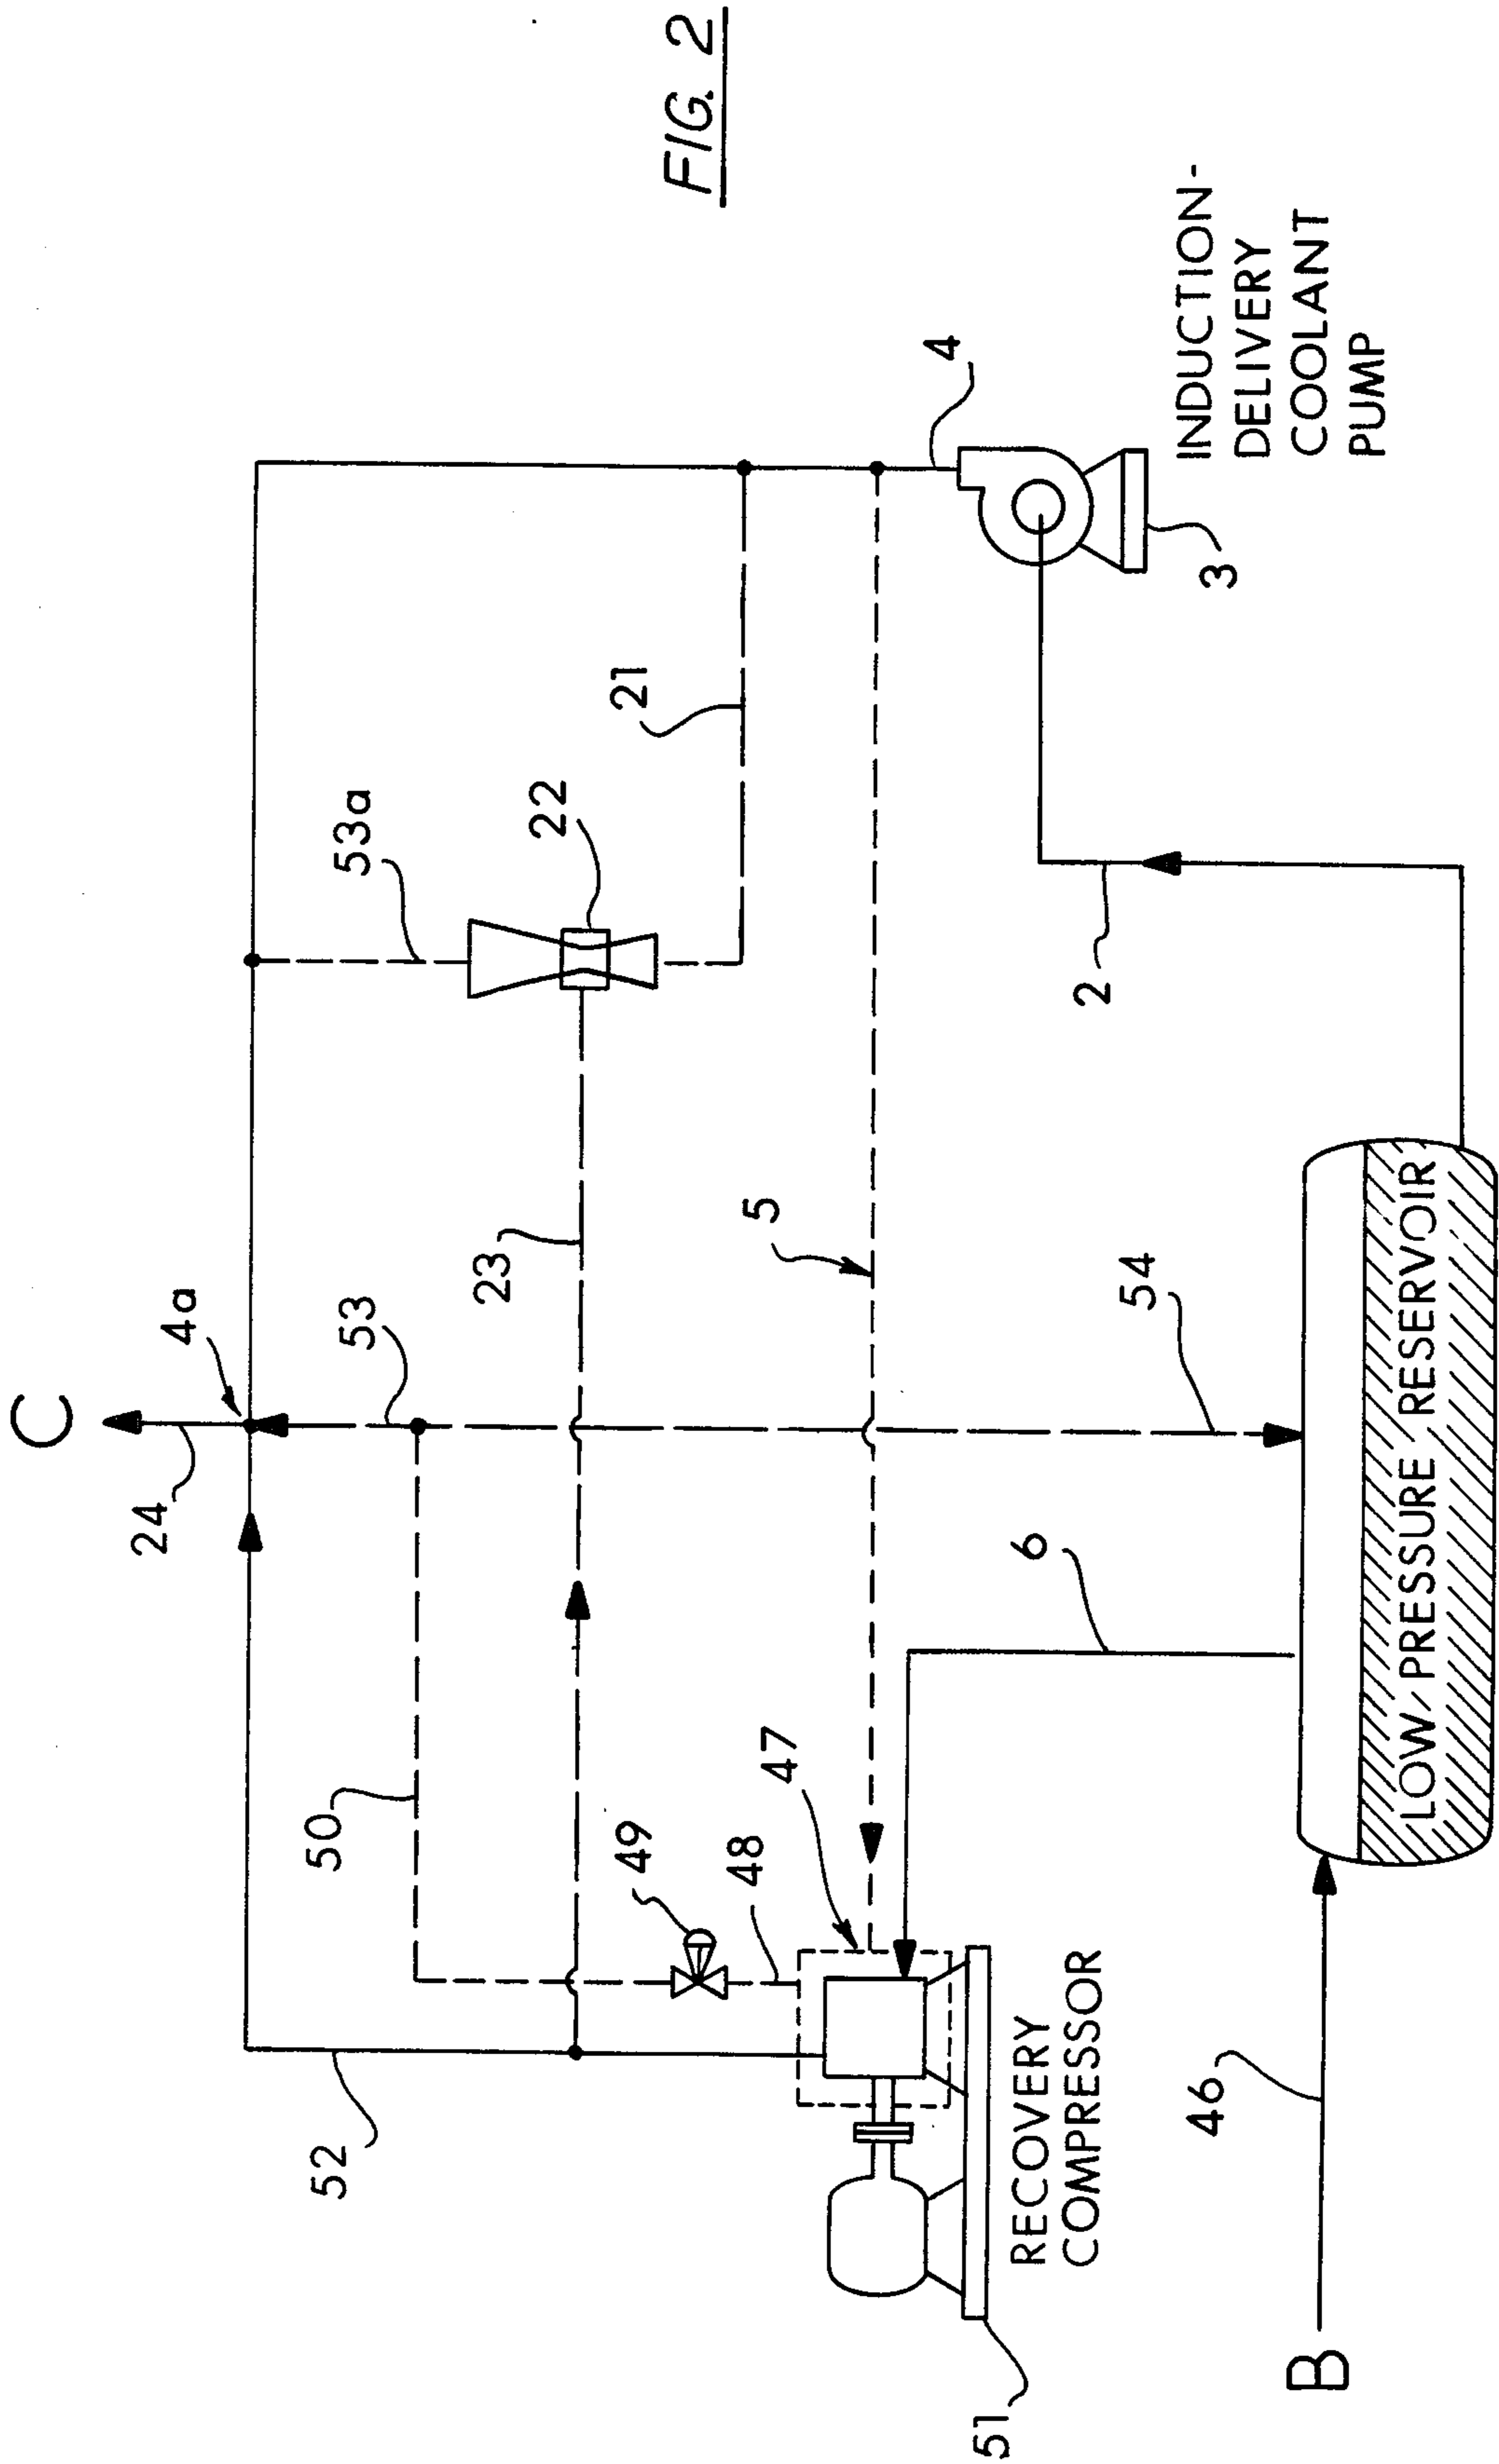 FIG. 2
C
4a
24
53
53a
52
50
22
21
23
4
49
48
47
5
6
54
2
3
INDUCTION-
DELIVERY
COOLANT
PUMP
RECOVERY
COMPRESSOR
51
B
46
LOW PRESSURE RESERVOIR